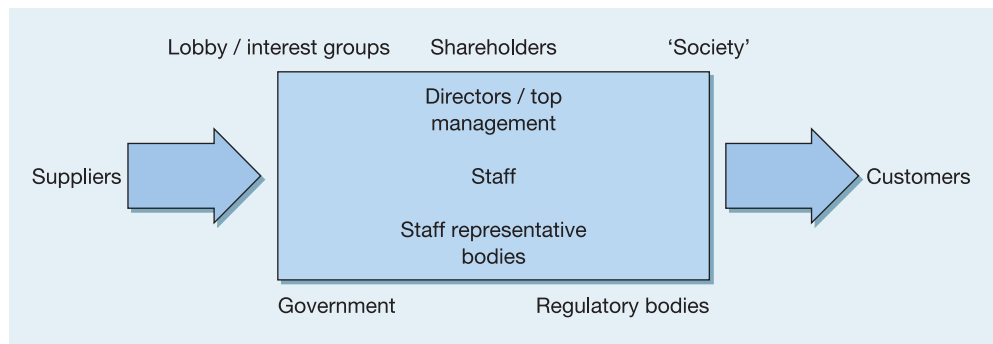 Lobby / interest groups
Shareholders
‘Society’
Directors / top
management
Suppliers
Staff
Customers
Staff representative
bodies
Government
Regulatory bodies